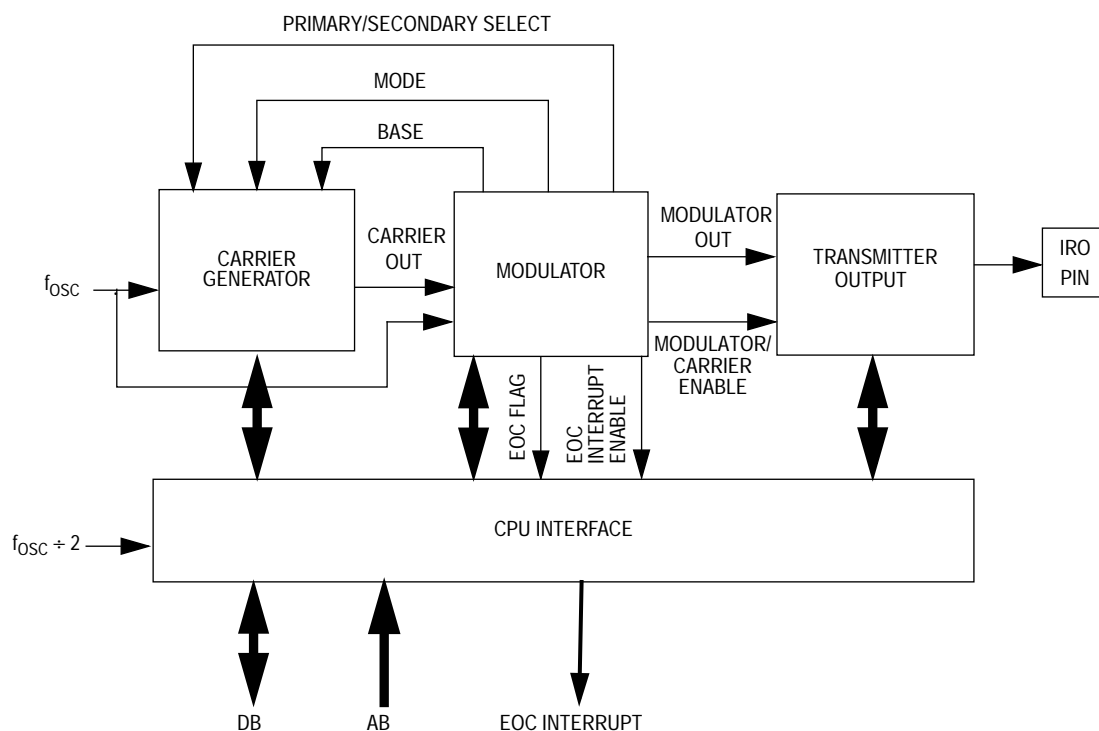 PRIMARY/SECONDARY SELECT
MODE
BASE
CARRIER
GENERATOR
CARRIER
OUT
MODULATOR
MODULATOR
OUT
TRANSMITTER
OUTPUT
IRO
PIN
fOSC
MODULATOR/
CARRIER
ENABLE
EOC FLAG
EOC
INTERRUPT
ENABLE
CPU INTERFACE
fOSC ÷ 2
DB
AB
EOC INTERRUPT